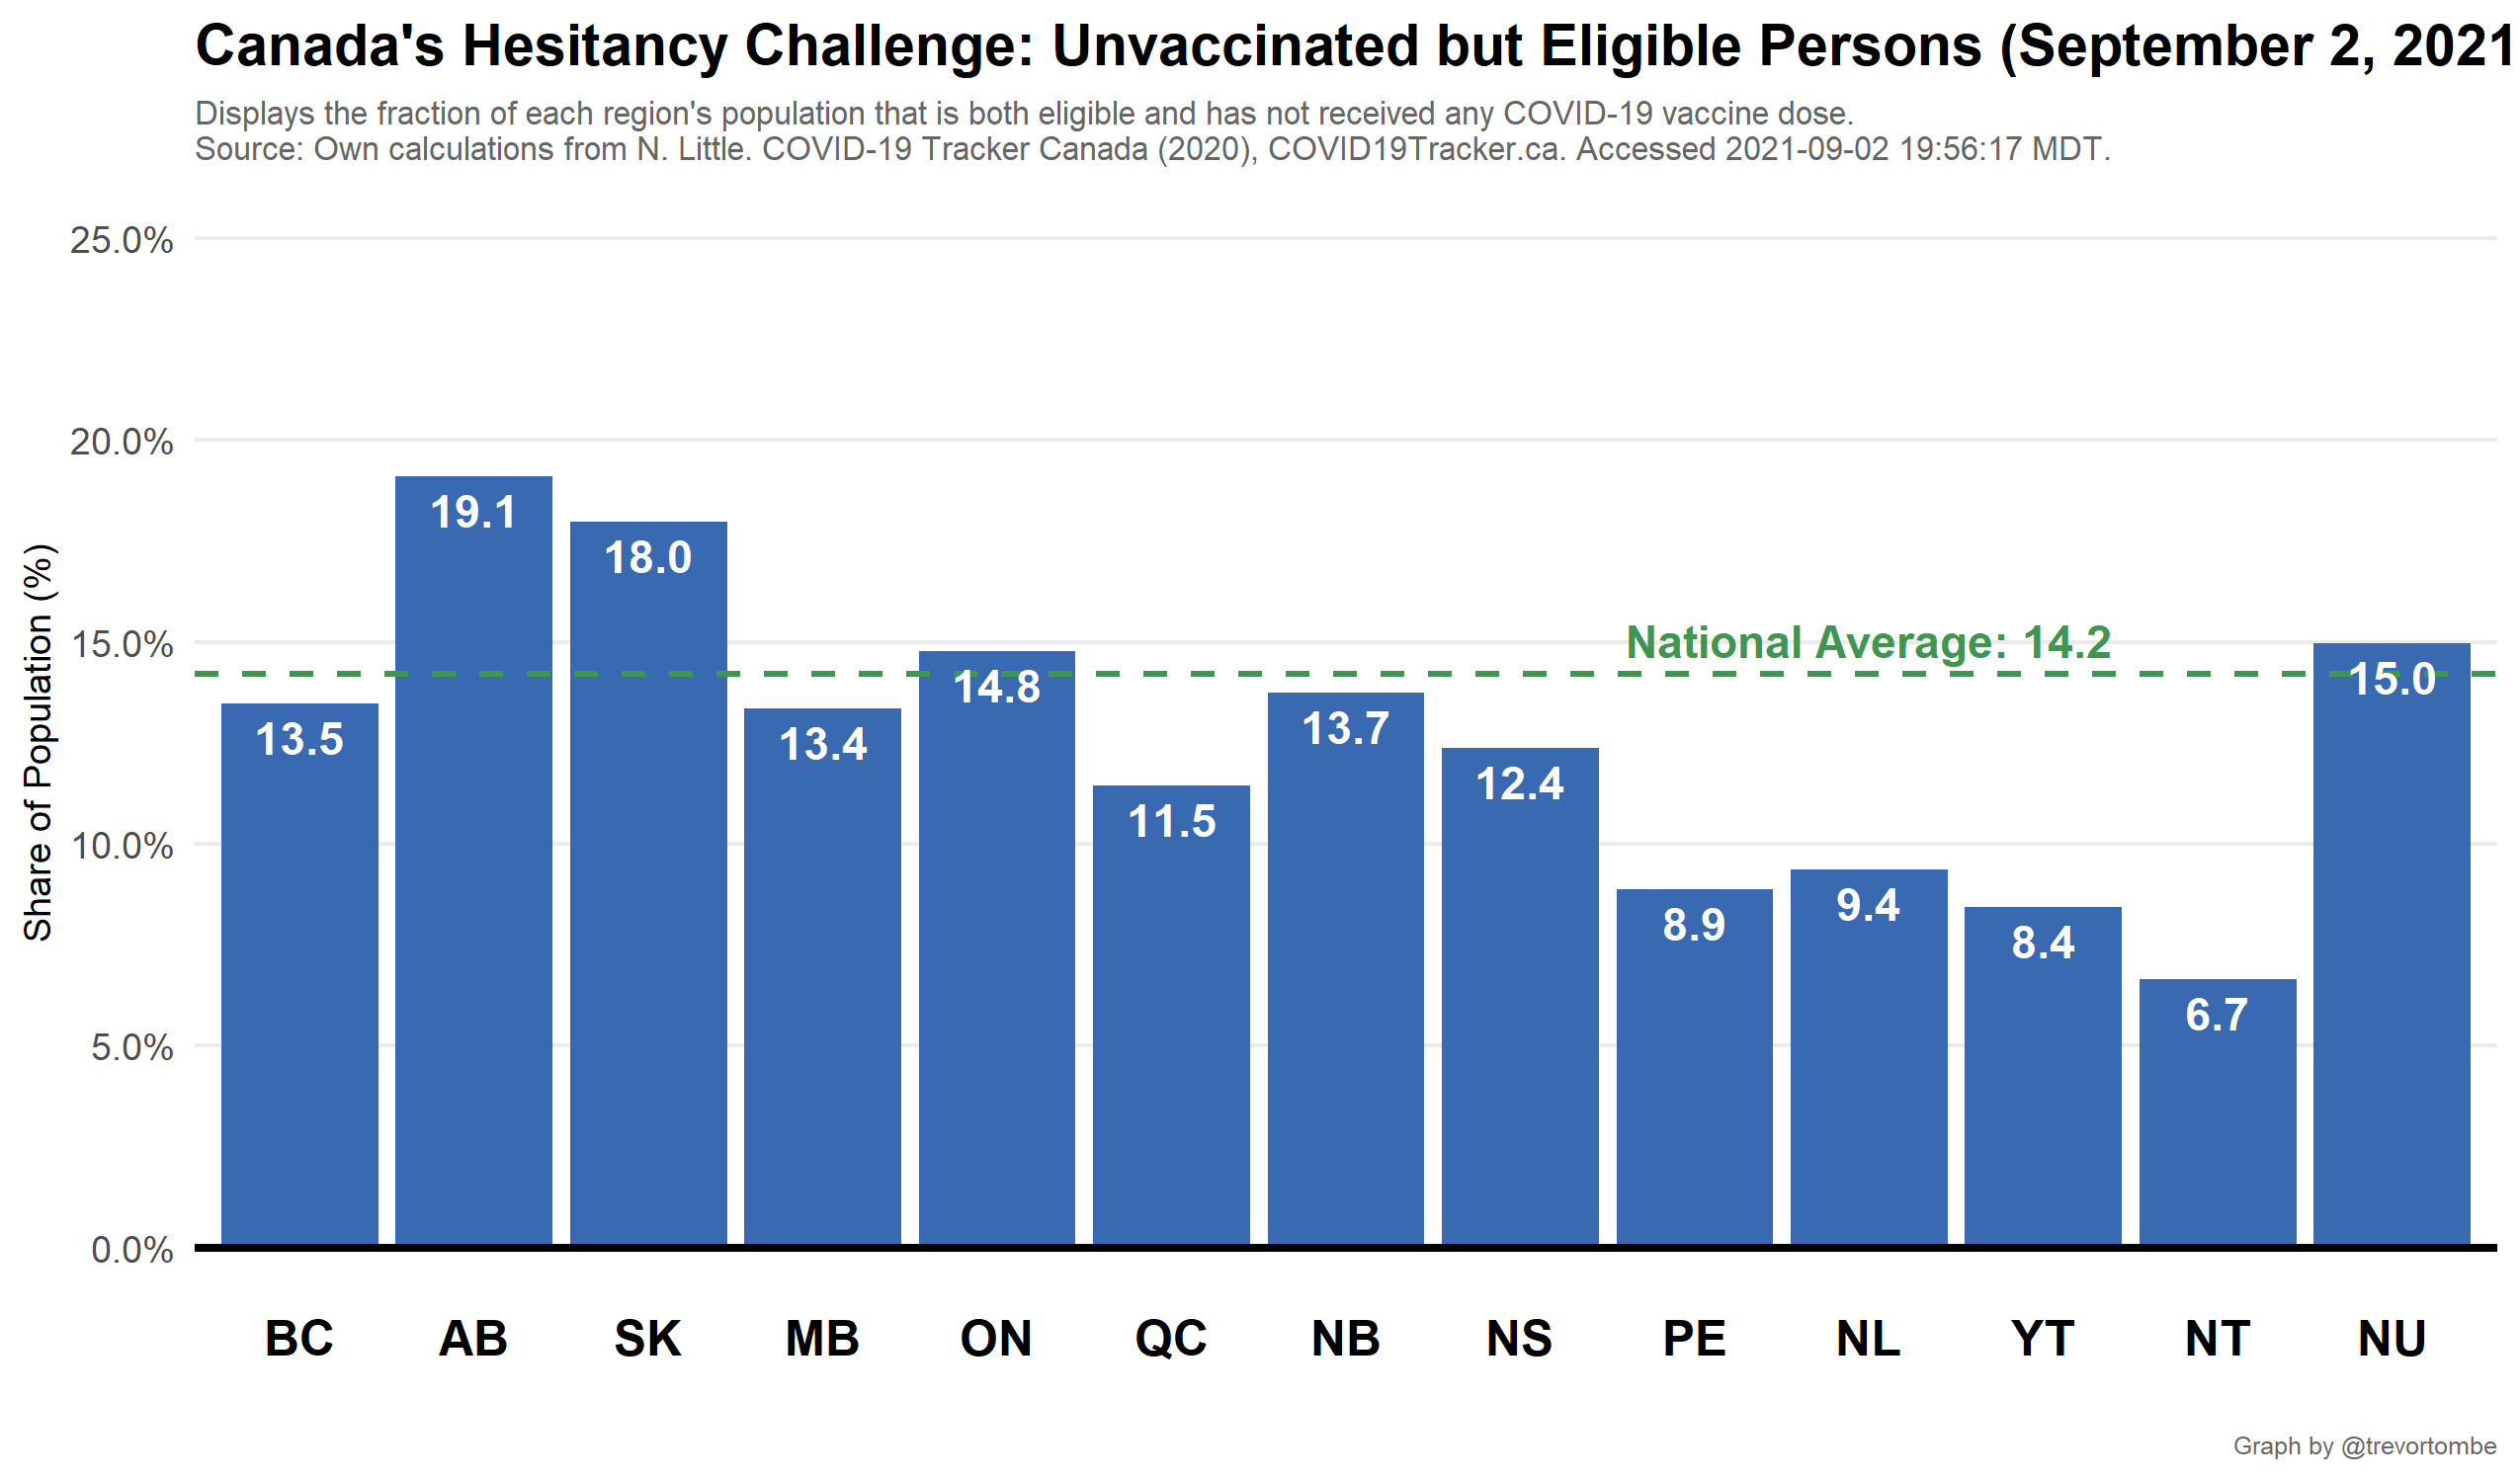 Canada's Hesitancy Challenge: Unvaccinated but Eligible Persons (September 2, 2021
Displays the fraction of each region's population that is both eligible and has not received any COVID-19 vaccine dose.
Source: Own calculations from N. Little. COVID-19 Tracker Canada (2020), COVID19Tracker.ca. Accessed 2021-09-02 19:56:17 MDT.
Share of Population (%)
25.0%
20.0%
15.0%
10.0%
5.0%
0.0%
National Average: 14.2
13.5
19.1
18.0
13.4
14.8
11.5
13.7
12.4
8.9
9.4
8.4
6.7
15.0
BC AB SK MB ON QC NB NS PE NL YT NT NU
Graph by @trevortombe